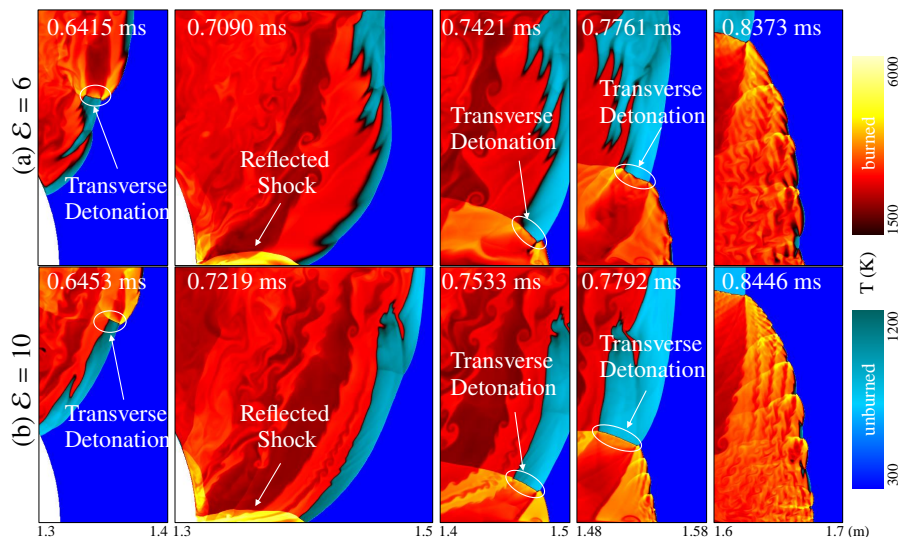 (a) ℰ = 6
0.6415 ms
0.7090 ms
0.7421 ms
0.7761 ms
0.8373 ms
Transverse
Detonation
Reflected
Shock
Transverse
Detonation
Transverse
Detonation
(b) ℰ = 10
0.6453 ms
0.7219 ms
0.7533 ms
0.7792 ms
0.8446 ms
Transverse
Detonation
Reflected
Shock
Transverse
Detonation
Transverse
Detonation
1.3
1.4
1.3
1.5
1.4
1.5
1.48
1.58
1.6
1.7 (m)
6000
burned
1500
T (K)
1200
unburned
300